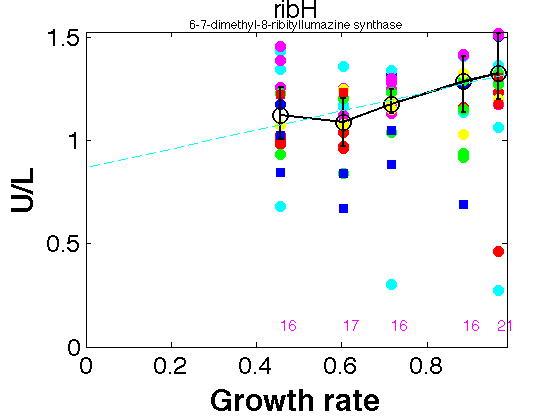 ribH
6-7-dimethyl-8-ribityllumazine synthase
1.5
1
0.5
0
U/L
16 17 16 16 21
0 0.2 0.4 0.6 0.8
Growth rate